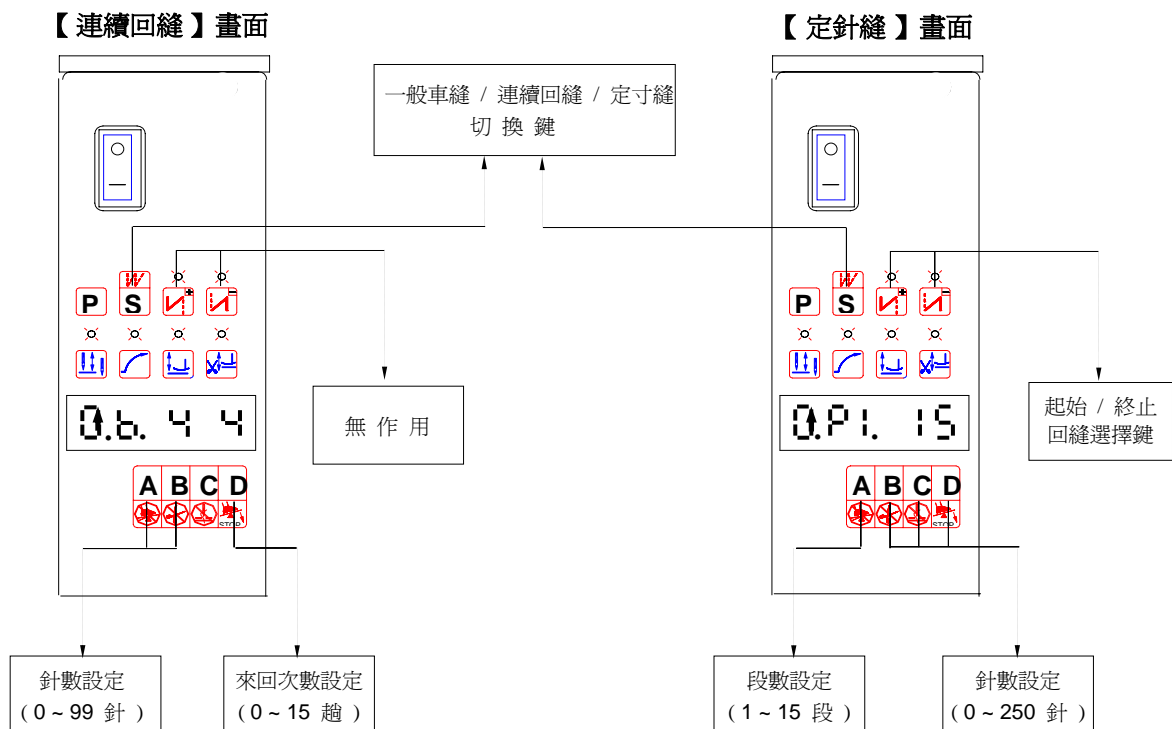 【 連續回縫 】畫面
【 定針縫 】畫面
一般車縫 / 連續回縫 / 定寸縫
切 換 鍵
P
S
+
-
0.b. 4 4
A B C D
STOP
無 作 用
針數設定
( 0 ~ 99 針 )
來回次數設定
( 0 ~ 15 趟 )
P
S
+
-
0.P1. 15
A B C D
STOP
起始 / 終止
回縫選擇鍵
段數設定
( 1 ~ 15 段 )
針數設定
( 0 ~ 250 針 )